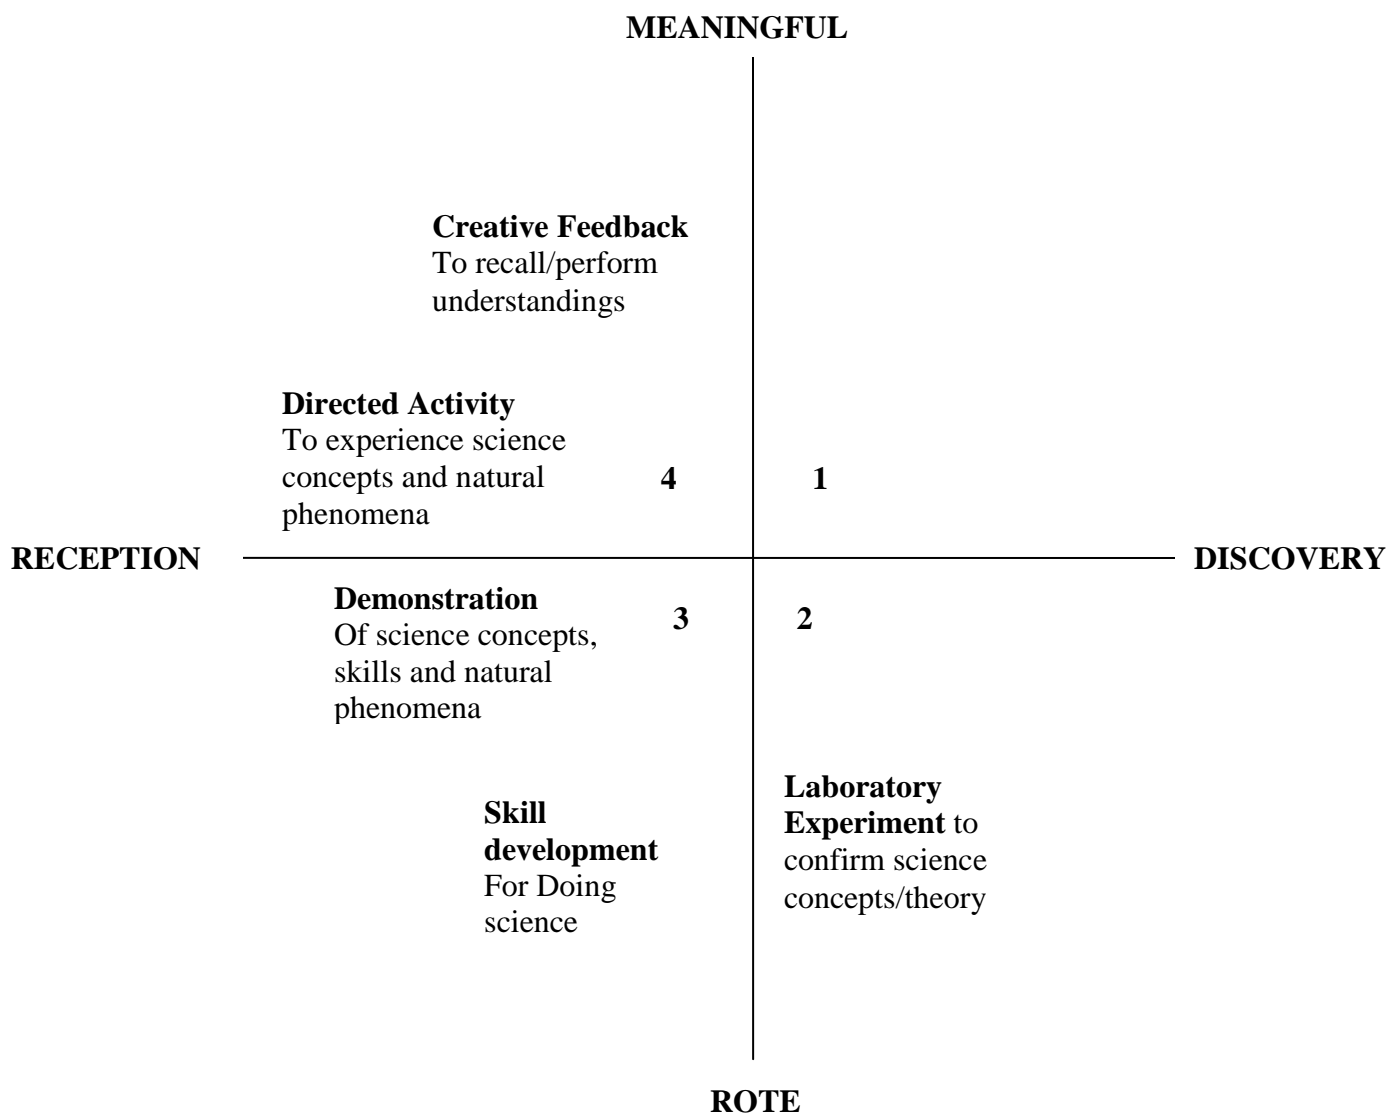 MEANINGFUL
Creative Feedback
To recall/perform
understandings
Directed Activity
To experience science
concepts and natural
phenomena
4
1
RECEPTION
DISCOVERY
Demonstration
Of science concepts,
skills and natural
phenomena
3
2
Skill
development
For Doing
science
Laboratory
Experiment to
confirm science
concepts/theory
ROTE